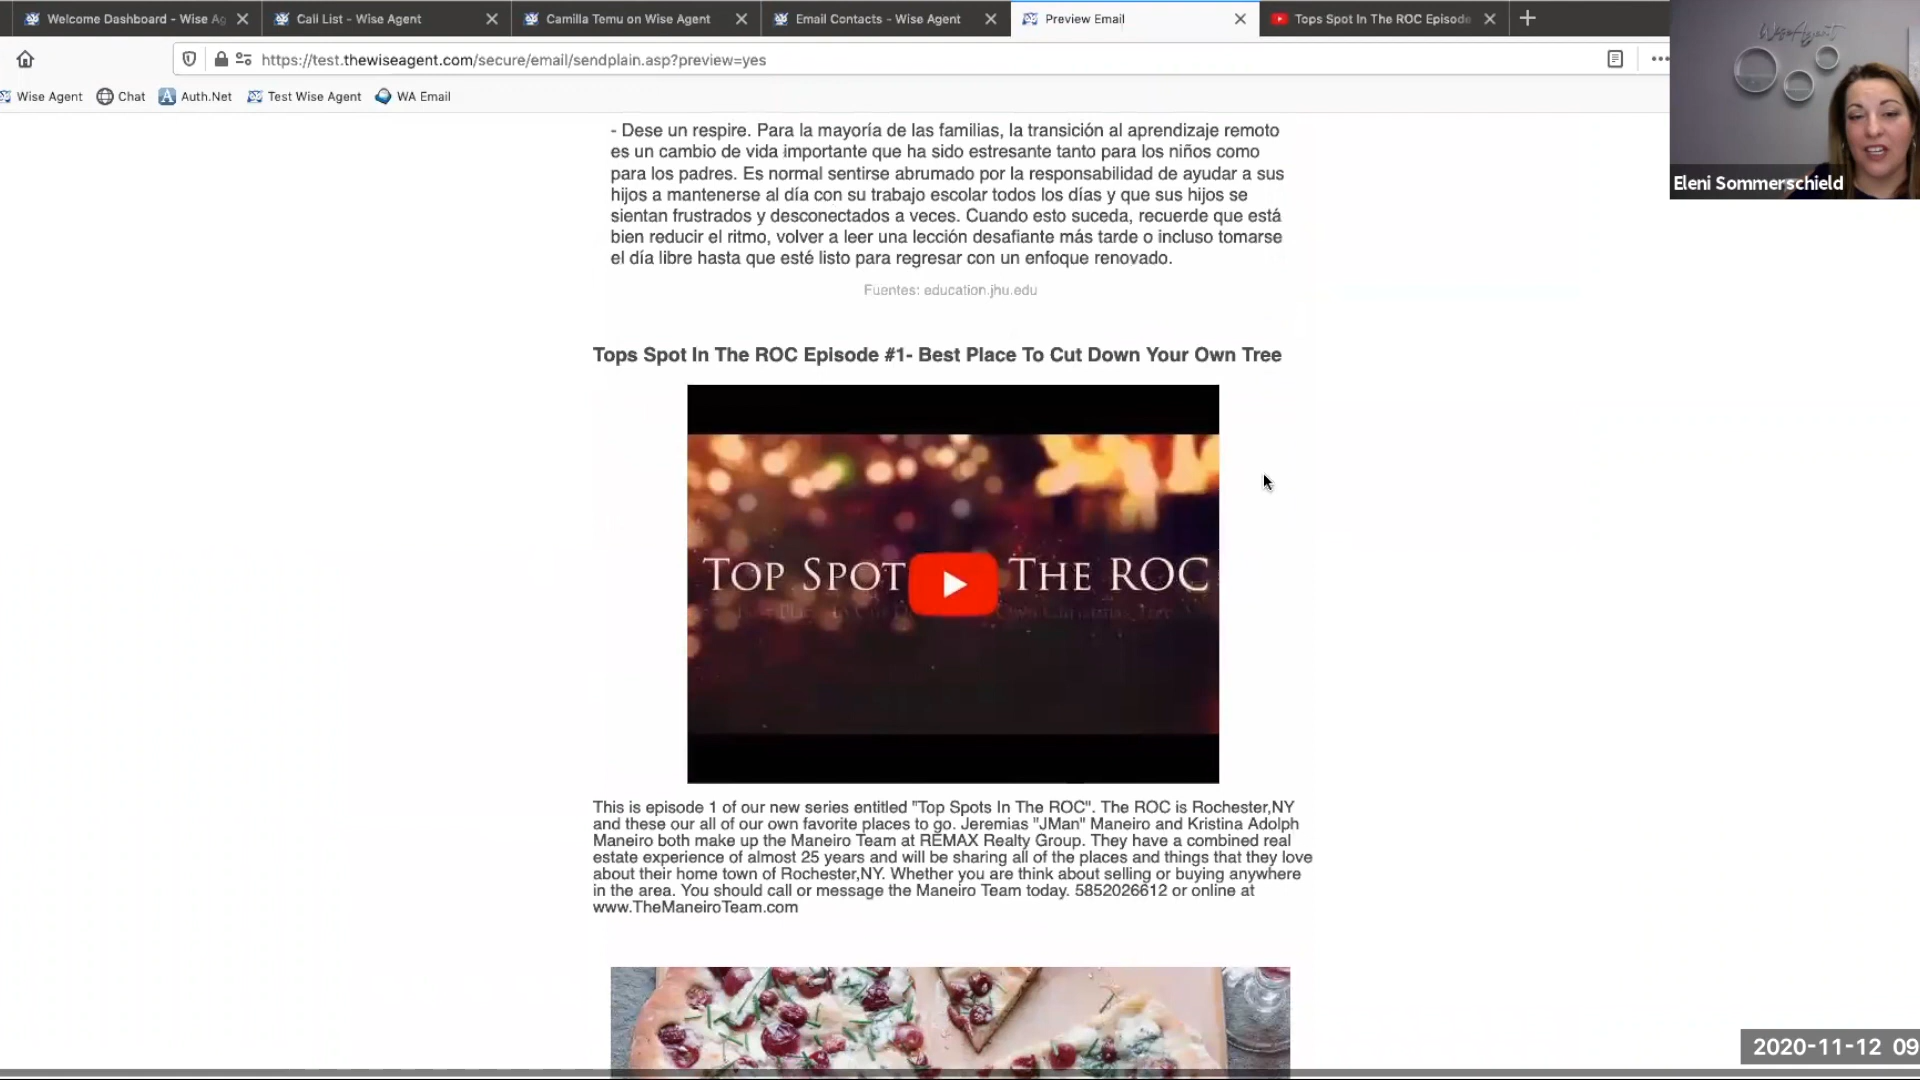 Welcome Dashboard - Wise Ag
Call List - Wise Agent
Camilla Temu on Wise Agent
Email Contacts - Wise Agent
Preview Email
Tops Spot In The ROC Episode
https://test.thewiseagent.com/secure/email/sendplain.asp?preview=yes
Wise Agent
Chat
Auth.Net
Test Wise Agent
WA Email
WiseAgent
Eleni Sommerschield
- Dese un respire. Para la mayoría de las familias, la transición al aprendizaje remoto
es un cambio de vida importante que ha sido estresante tanto para los niños como
para los padres. Es normal sentirse abrumado por la responsabilidad de ayudar a sus
hijos a mantenerse al día con su trabajo escolar todos los días y que sus hijos se
sientan frustrados y desconectados a veces. Cuando esto suceda, recuerde que está
bien reducir el ritmo, volver a leer una lección desafiante más tarde o incluso tomarse
el día libre hasta que esté listo para regresar con un enfoque renovado.
Fuentes: education.jhu.edu
Tops Spot In The ROC Episode #1- Best Place To Cut Down Your Own Tree
TOP SPOT THE ROC
This is episode 1 of our new series entitled "Top Spots In The ROC". The ROC is Rochester,NY
and these our all of our own favorite places to go. Jeremias "JMan" Maneiro and Kristina Adolph
Maneiro both make up the Maneiro Team at REMAX Realty Group. They have a combined real
estate experience of almost 25 years and will be sharing all of the places and things that they love
about their home town of Rochester,NY. Whether you are think about selling or buying anywhere
in the area. You should call or message the Maneiro Team today. 5852026612 or online at
www.TheManeiroTeam.com
2020-11-12 09